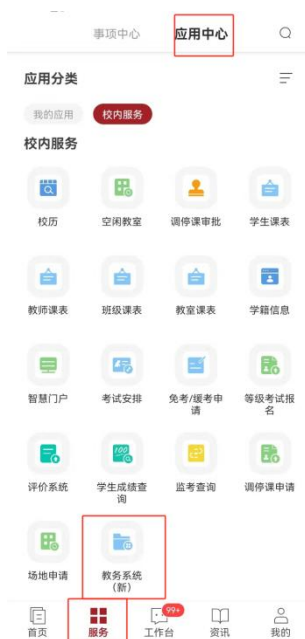 事项中心 应用中心
应用分类
我的应用 校内服务
校内服务
校历 空闲教室 调停课审批 学生课表
教师课表 班级课表 教室课表 学籍信息
智慧门户 考试安排 免考/缓考申请 等级考试报名
评价系统 学生成绩查询 监考查询 调停课申请
场地申请 教务系统
(新)
99+
首页 服务 工作台 资讯 我的